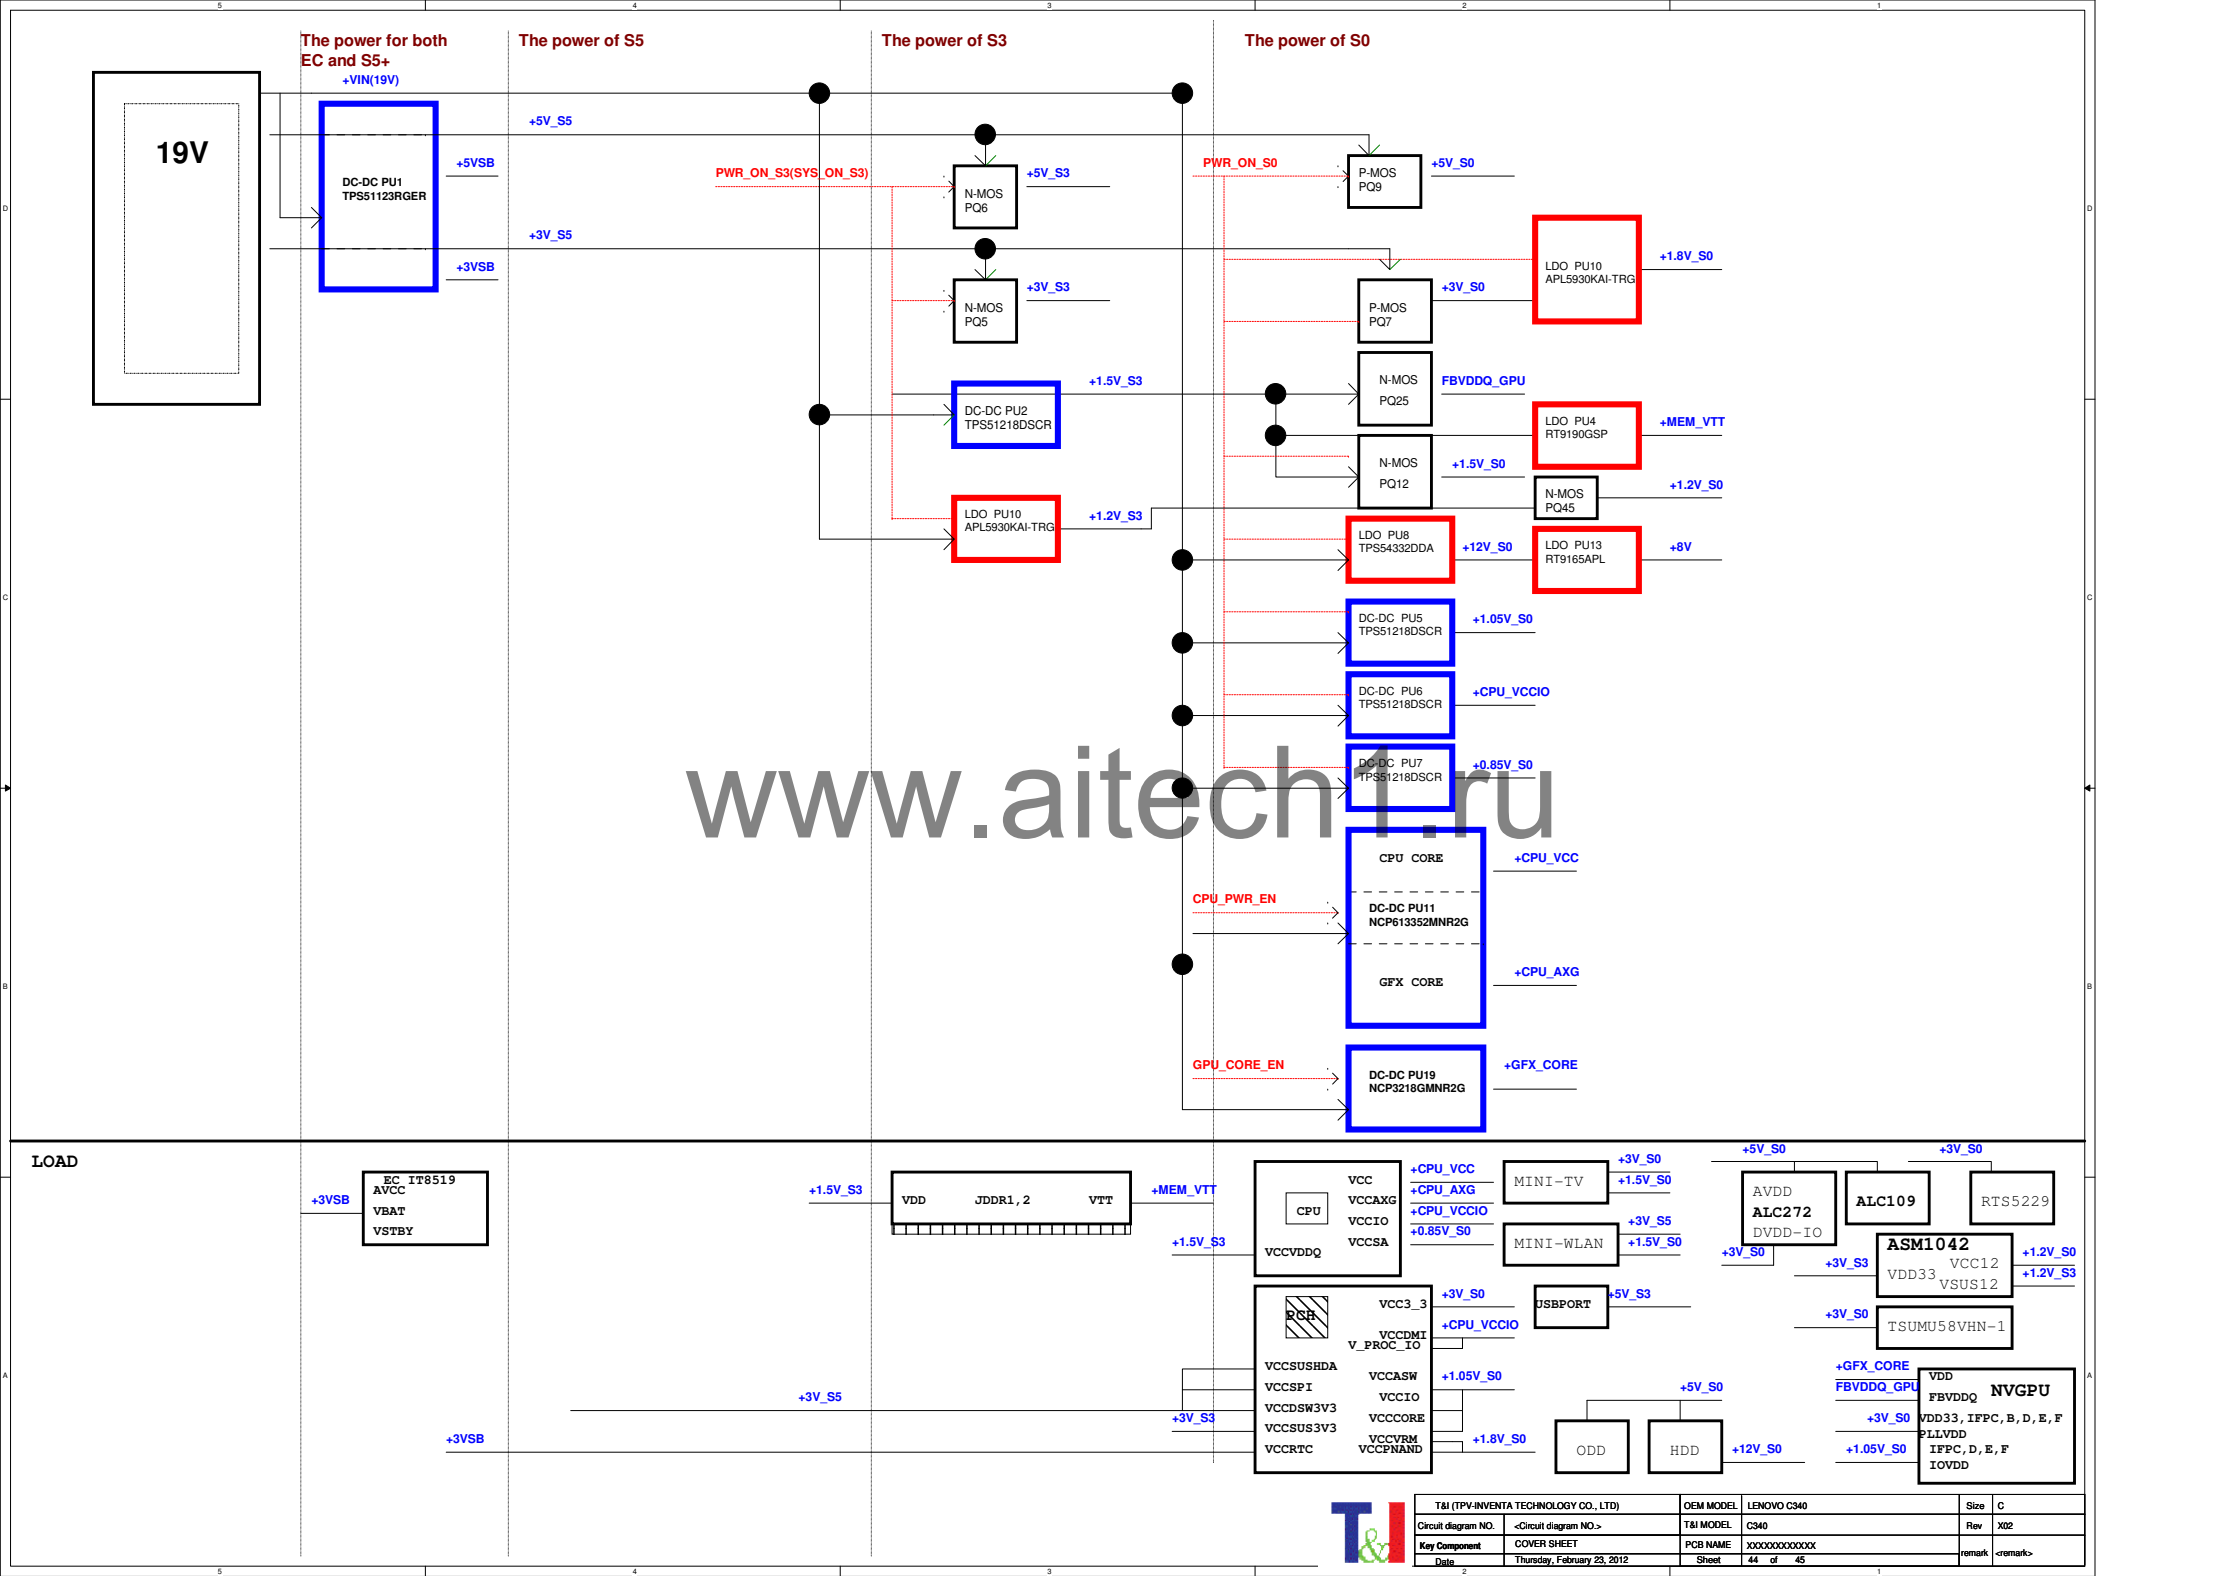 5 4 3 2 1
The power for both
EC and S5+
The power of S5
The power of S3
The power of S0
+VIN(19V)
19V
DC-DC PU1
TPS51123RGER
+5VSB
+3VSB
+5V_S5
+3V_S5
PWR_ON_S3(SYS_ON_S3)
N-MOS
PQ6
+5V_S3
N-MOS
PQ5
+3V_S3
DC-DC PU2
TPS51218DSCR
+1.5V_S3
LDO PU10
APL5930KAI-TRG
+1.2V_S3
PWR_ON_S0
P-MOS
PQ9
+5V_S0
P-MOS
PQ7
+3V_S0
LDO PU10
APL5930KAI-TRG
+1.8V_S0
N-MOS
PQ25
FBVDDQ_GPU
LDO PU4
RT9190GSP
+MEM_VTT
N-MOS
PQ12
+1.5V_S0
N-MOS
PQ45
+1.2V_S0
LDO PU8
TPS54332DDA
+12V_S0
LDO PU13
RT9165APL
+8V
DC-DC PU5
TPS51218DSCR
+1.05V_S0
DC-DC PU6
TPS51218DSCR
+CPU_VCCIO
DC-DC PU7
TPS51218DSCR
+0.85V_S0
www.aitech1.ru
CPU CORE
+CPU_VCC
CPU_PWR_EN
DC-DC PU11
NCP613352MNR2G
GFX CORE
+CPU_AXG
GPU_CORE_EN
DC-DC PU19
NCP3218GMNR2G
+GFX_CORE
D
C
B
A
D
C
B
A
LOAD
+3VSB
EC IT8519
AVCC
VBAT
VSTBY
+1.5V_S3
VDD JDDR1,2 VTT
+MEM_VTT
CPU
VCC
VCCAXG
VCCIO
VCCSA
VCCVDDQ
+1.5V_S3
+CPU_VCC
+CPU_AXG
+CPU_VCCIO
+0.85V_S0
MINI-TV
+3V_S0
+1.5V_S0
MINI-WLAN
+3V_S5
+1.5V_S0
+5V_S0
AVDD
ALC272
DVDD-IO
+3V_S0
ALC109
+3V_S0
RTS5229
ASM1042
VCC12
VDD33
VSUS12
+3V_S3
+1.2V_S0
+1.2V_S3
+3V_S0
TSUMU58VHN-1
PCH
VCC3_3
VCCDMI
V_PROC_IO
VCCSUSHDA
VCCSPI
VCCDSW3V3
VCCSUS3V3
VCCRTC
VCCASW
VCCIO
VCCCORE
VCCVRM
VCCPNAND
+3V_S0
+CPU_VCCIO
+1.05V_S0
+1.8V_S0
+3V_S5
+3V_S3
+3VSB
USBPORT
+5V_S3
+5V_S0
ODD
HDD
+12V_S0
+GFX_CORE
FBVDDQ_GPU
+3V_S0
+1.05V_S0
VDD
FBVDDQ
NVGPU
VDD33,IFPC,B,D,E,F
PLLVDD
IFPC,D,E,F
IOVDD
T&I
T&I (TPV-INVENTA TECHNOLOGY CO., LTD) OEM MODEL LENOVO C340 Size C
Circuit diagram NO. <Circuit diagram NO.> T&I MODEL C340 Rev X02
Key Component COVER SHEET PCB NAME XXXXXXXXXXXX remark <remark>
Date Thursday, February 23, 2012 Sheet 44 of 45
5 4 3 2 1